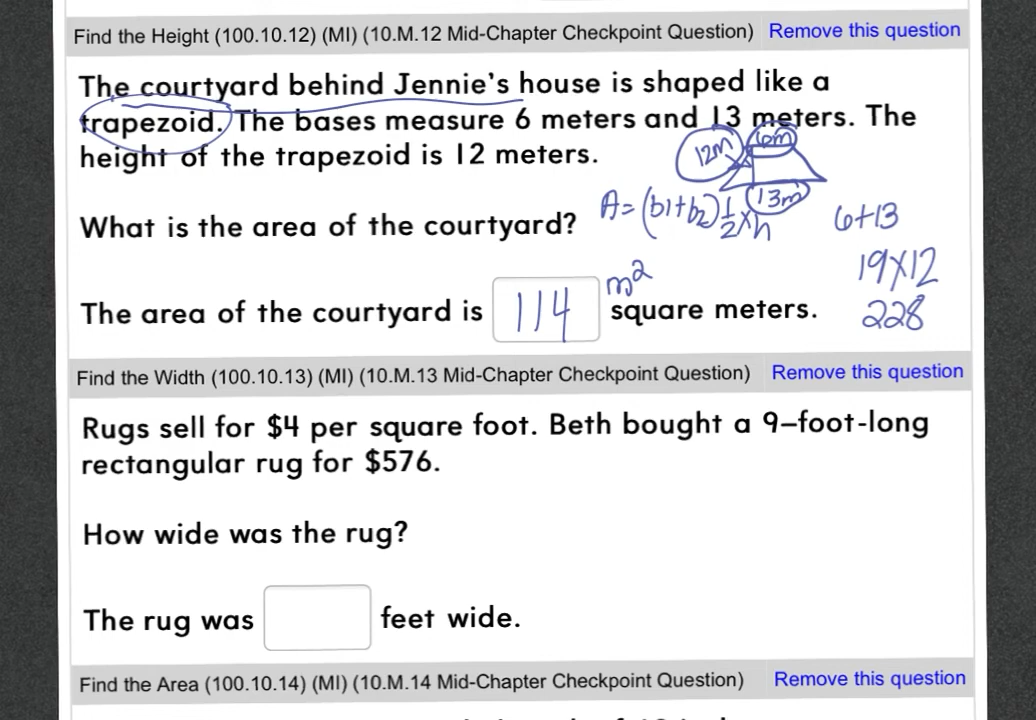 Find the Height (100.10.12) (MI) (10.M.12 Mid-Chapter Checkpoint Question) Remove this question
The courtyard behind Jennie's house is shaped like a
trapezoid. The bases measure 6 meters and 13 meters. The
height of the trapezoid is 12 meters.
12m 6m
13m
What is the area of the courtyard? A=(b1+b2)½×h 6+13
19×12
The area of the courtyard is 114 m² square meters. 228
Find the Width (100.10.13) (MI) (10.M.13 Mid-Chapter Checkpoint Question) Remove this question
Rugs sell for $4 per square foot. Beth bought a 9–foot-long
rectangular rug for $576.
How wide was the rug?
The rug was feet wide.
Find the Area (100.10.14) (MI) (10.M.14 Mid-Chapter Checkpoint Question) Remove this question